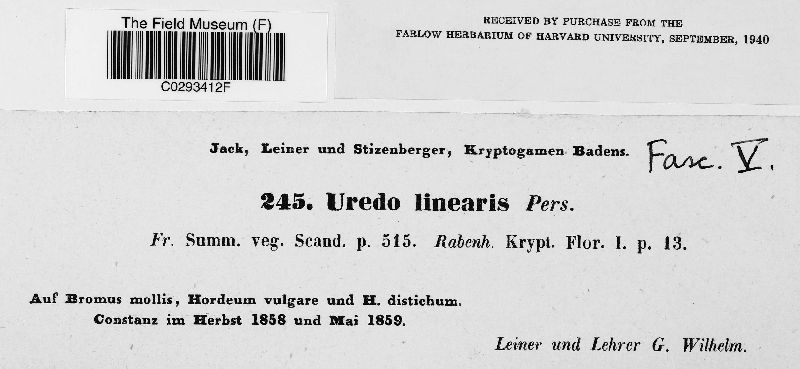 The Field Museum (F)
C0293412F
RECEIVED BY PURCHASE FROM THE
FARLOW HERBARIUM OF HARVARD UNIVERSITY, SEPTEMBER, 1940
Jack, Leiner und Stizenberger, Kryptogamen Badens. Fasc. V.
245. Uredo linearis Pers.
Fr. Summ. veg. Scand. p. 515. Rabenh. Krypt. Flor. I. p. 13.
Auf Bromus mollis, Hordeum vulgare und H. distichum.
Constanz im Herbst 1858 und Mai 1859.
Leiner und Lehrer G. Wilhelm.